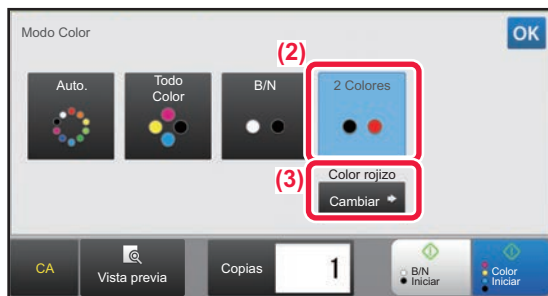 Modo Color
OK
(2)
Auto.
Todo
Color
B/N
2 Colores
(3)
Color rojizo
Cambiar
CA
Vista previa
Copias
1
B/N
Iniciar
Color
Iniciar